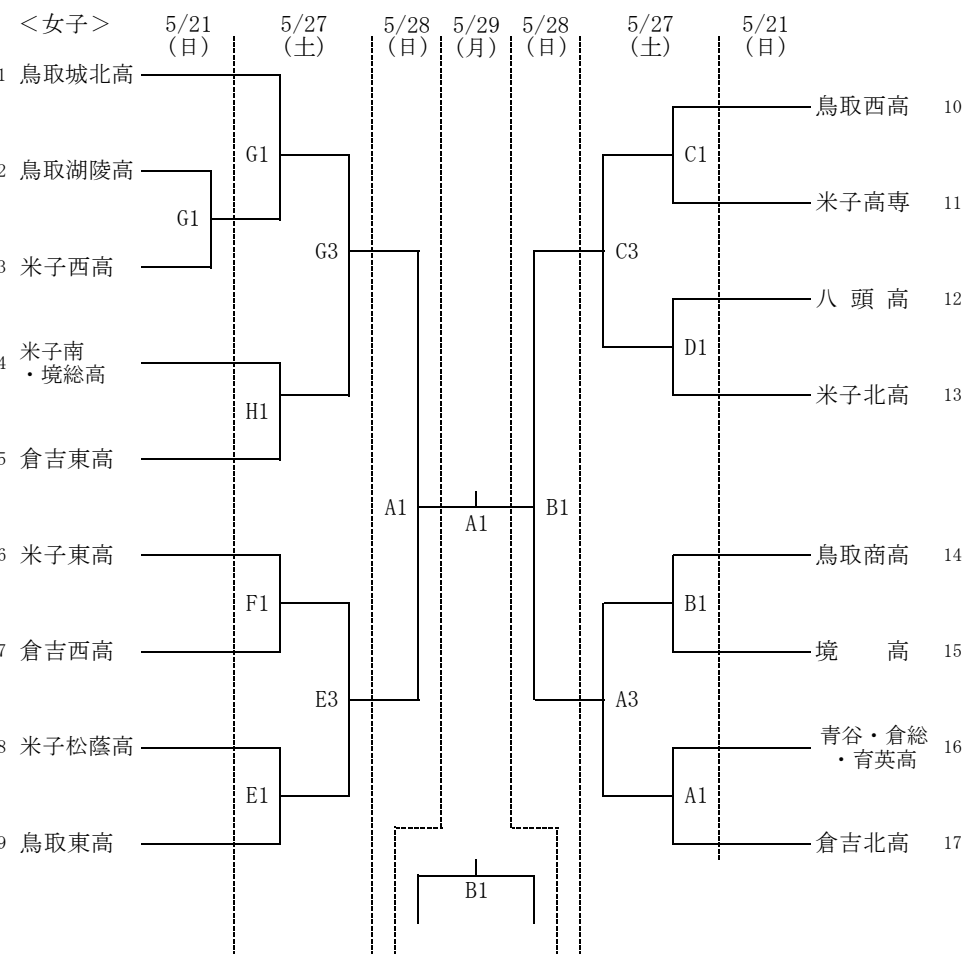 ＜女子＞
5/21
(日)
5/27
(土)
5/28
(日)
5/29
(月)
5/28
(日)
5/27
(土)
5/21
(日)
1 鳥取城北高
2 鳥取湖陵高
3 米子西高
4 米子南
・境総高
5 倉吉東高
6 米子東高
7 倉吉西高
8 米子松蔭高
9 鳥取東高
G1
G1
H1
F1
E1
G3
E3
A1
A1
B1
B1
C3
A3
C1
D1
B1
A1
鳥取西高 10
米子高専 11
八 頭 高 12
米子北高 13
鳥取商高 14
境　　高 15
青谷・倉総
・育英高 16
倉吉北高 17